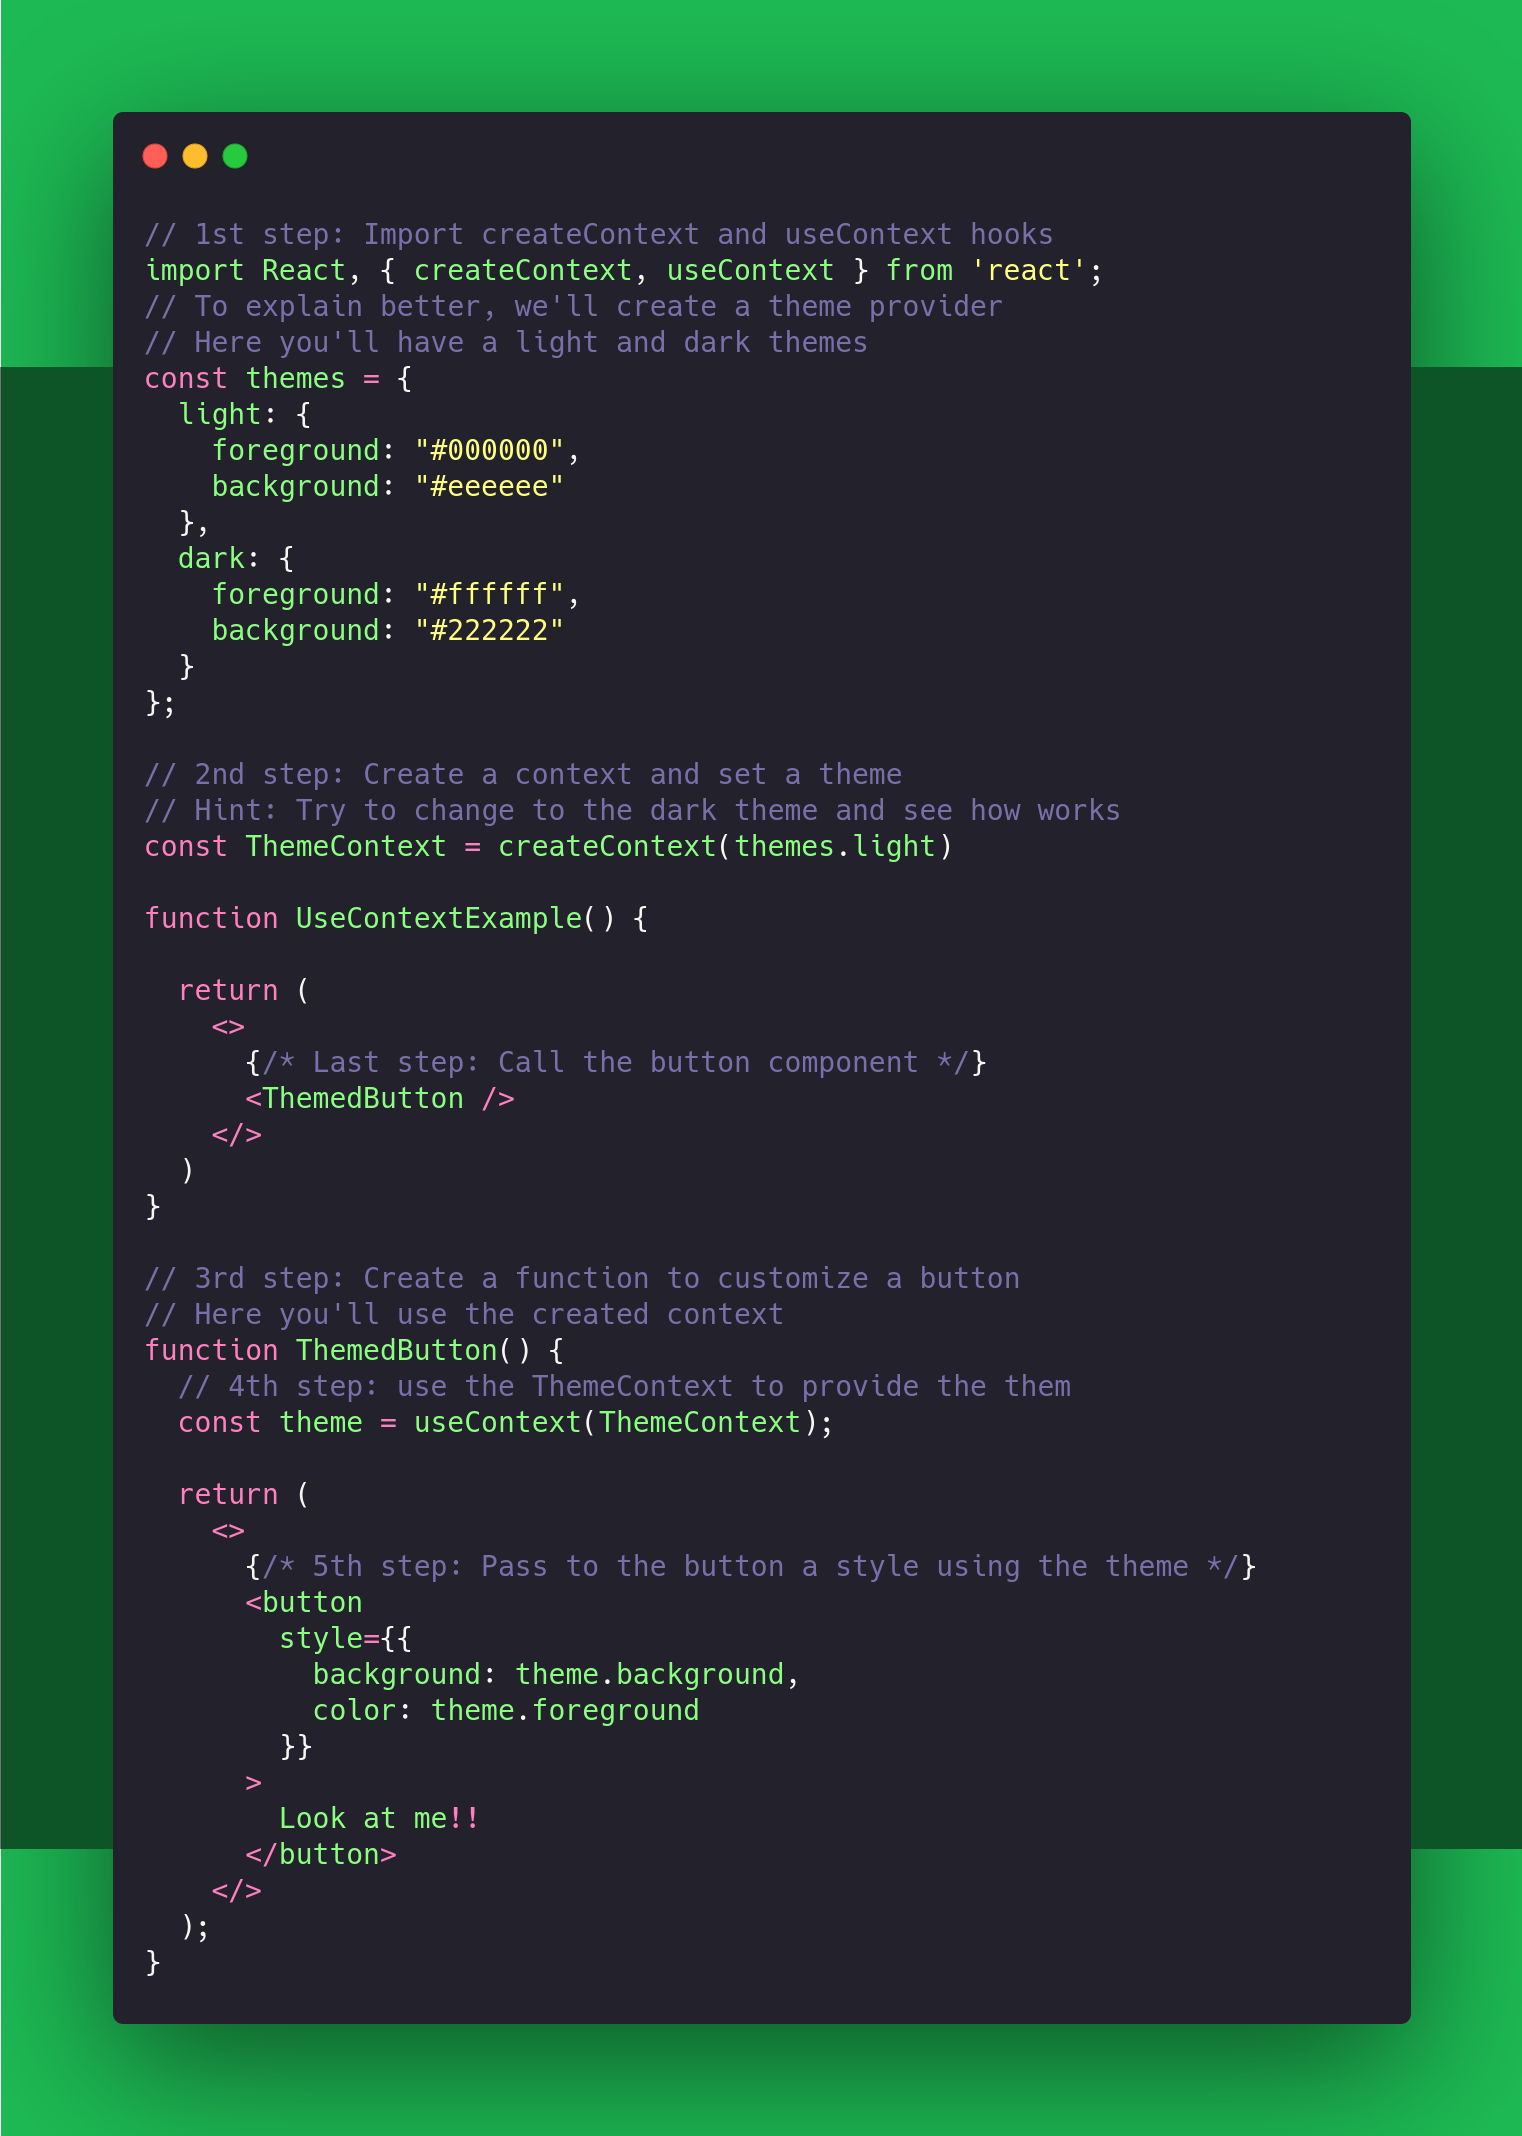 // 1st step: Import createContext and useContext hooks
import React, { createContext, useContext } from 'react';
// To explain better, we'll create a theme provider
// Here you'll have a light and dark themes
const themes = {
  light: {
    foreground: "#000000",
    background: "#eeeeee"
  },
  dark: {
    foreground: "#ffffff",
    background: "#222222"
  }
};

// 2nd step: Create a context and set a theme
// Hint: Try to change to the dark theme and see how works
const ThemeContext = createContext(themes.light)

function UseContextExample() {

  return (
    <>
      {/* Last step: Call the button component */}
      <ThemedButton />
    </>
  )
}

// 3rd step: Create a function to customize a button
// Here you'll use the created context
function ThemedButton() {
  // 4th step: use the ThemeContext to provide the them
  const theme = useContext(ThemeContext);

  return (
    <>
      {/* 5th step: Pass to the button a style using the theme */}
      <button
        style={{
          background: theme.background,
          color: theme.foreground
        }}
      >
        Look at me!!
      </button>
    </>
  );
}